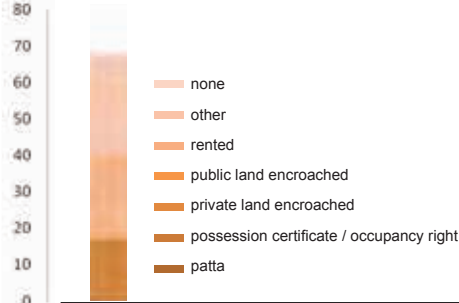 80
70
60
50
40
30
20
10
0
none
other
rented
public land encroached
private land encroached
possession certificate / occupancy right
patta